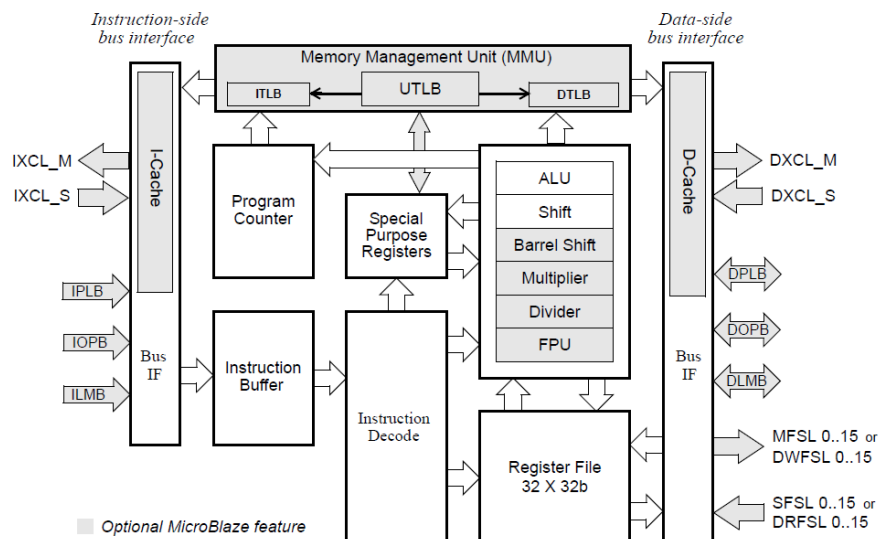 Instruction-side
bus interface
Data-side
bus interface
Memory Management Unit (MMU)
ITLB
UTLB
DTLB
I-Cache
D-Cache
IXCL_M
IXCL_S
DXCL_M
DXCL_S
Program
Counter
Special
Purpose
Registers
ALU
Shift
Barrel Shift
Multiplier
Divider
FPU
IPLB
IOPB
ILMB
Bus
IF
Instruction
Buffer
Instruction
Decode
Register File
32 X 32b
Bus
IF
DPLB
DOPB
DLMB
MFSL 0..15 or
DWFSL 0..15
SFSL 0..15 or
DRFSL 0..15
Optional MicroBlaze feature